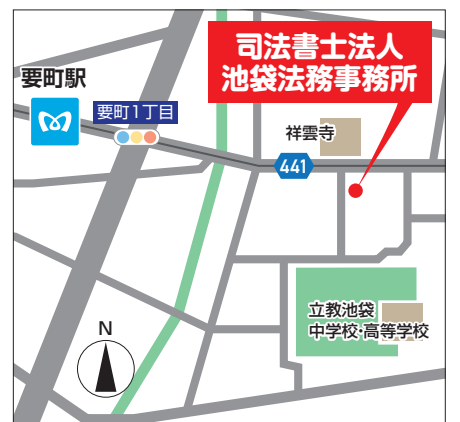 司法書士法人
池袋法務事務所
要町駅
要町1丁目
祥雲寺
441
立教池袋
中学校・高等学校
N